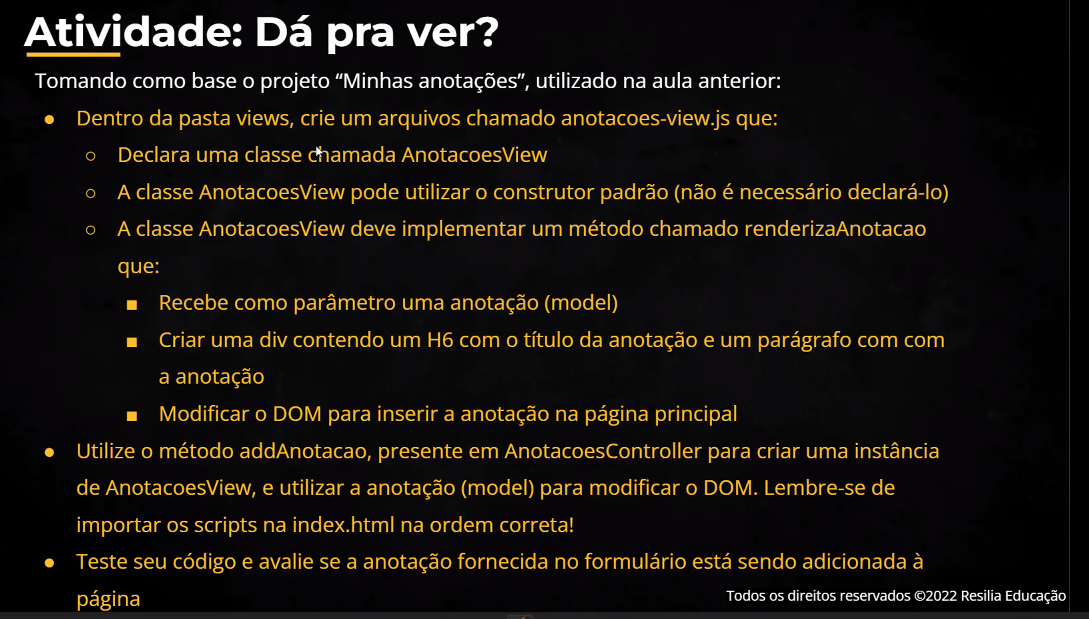 Atividade: Dá pra ver?
Tomando como base o projeto “Minhas anotações”, utilizado na aula anterior:
● Dentro da pasta views, crie um arquivos chamado anotacoes-view.js que:
○ Declara uma classe chamada AnotacoesView
○ A classe AnotacoesView pode utilizar o construtor padrão (não é necessário declará-lo)
○ A classe AnotacoesView deve implementar um método chamado renderizaAnotacao
que:
■ Recebe como parâmetro uma anotação (model)
■ Criar uma div contendo um H6 com o título da anotação e um parágrafo com com
a anotação
■ Modificar o DOM para inserir a anotação na página principal
● Utilize o método addAnotacao, presente em AnotacoesController para criar uma instância
de AnotacoesView, e utilizar a anotação (model) para modificar o DOM. Lembre-se de
importar os scripts na index.html na ordem correta!
● Teste seu código e avalie se a anotação fornecida no formulário está sendo adicionada à
página
Todos os direitos reservados ©2022 Resilia Educação